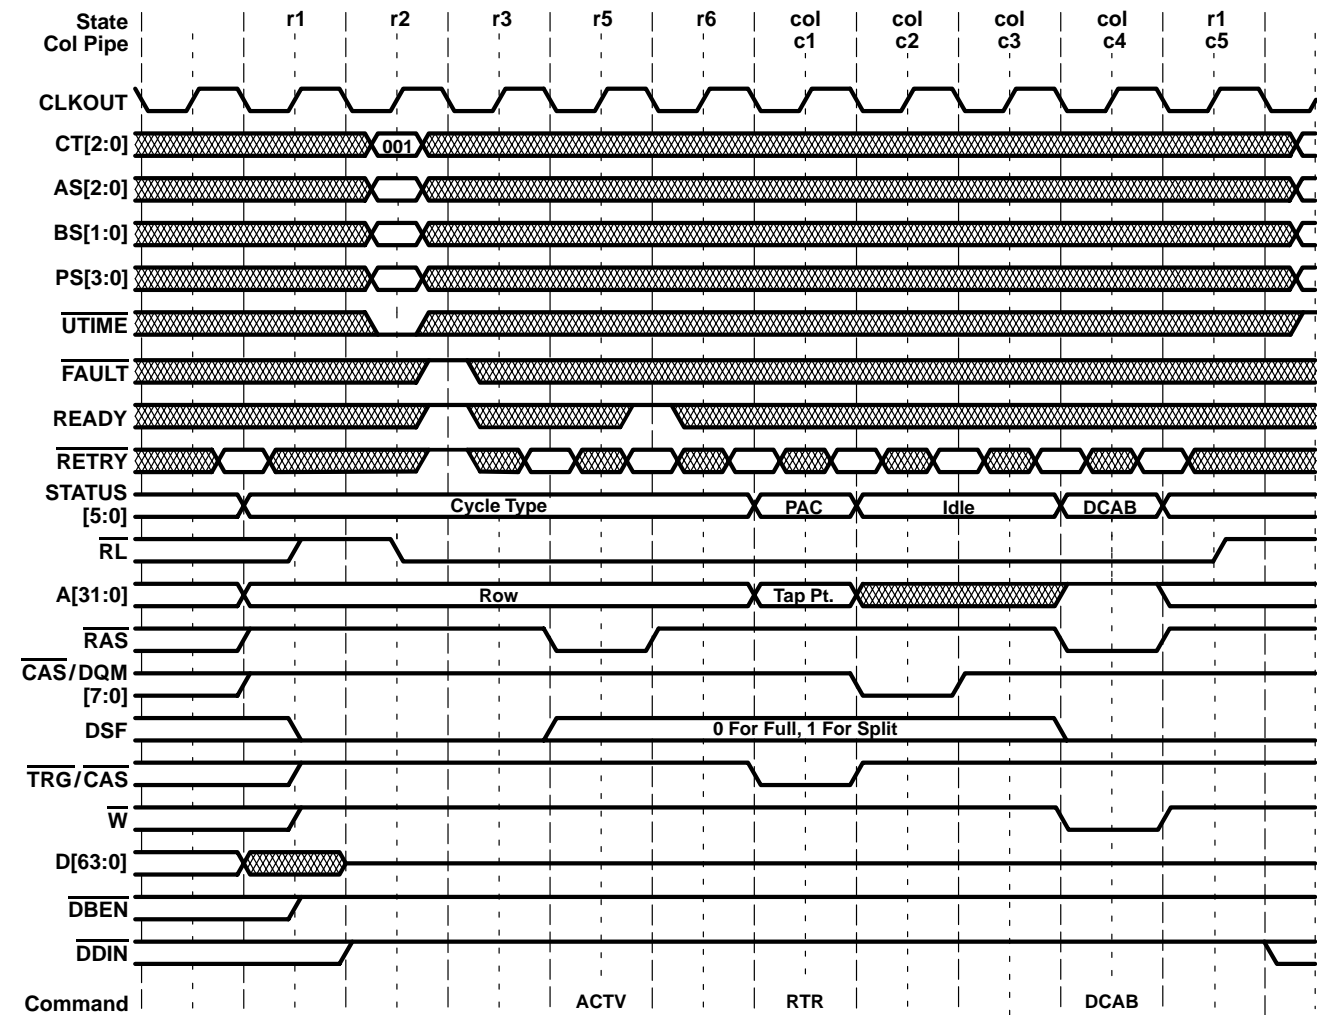 State r1 r2 r3 r5 r6 col col col col r1
Col Pipe c1 c2 c3 c4 c5
CLKOUT
CT[2:0] 001
AS[2:0]
BS[1:0]
PS[3:0]
UTIME
FAULT
READY
RETRY
STATUS
[5:0] Cycle Type PAC Idle DCAB
RL
A[31:0] Row Tap Pt.
RAS
CAS/DQM
[7:0]
DSF 0 For Full, 1 For Split
TRG/CAS
W
D[63:0]
DBEN
DDIN
Command ACTV RTR DCAB